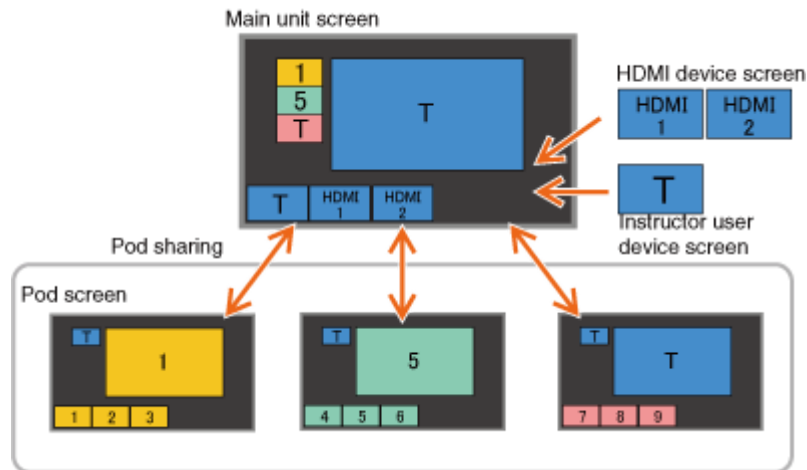 Main unit screen
1
5
T
T
T
HDMI
1
HDMI
2
HDMI device screen
HDMI
1
HDMI
2
T
Instructor user
device screen
Pod sharing
Pod screen
T
1
1
2
3
T
5
4
5
6
T
T
7
8
9